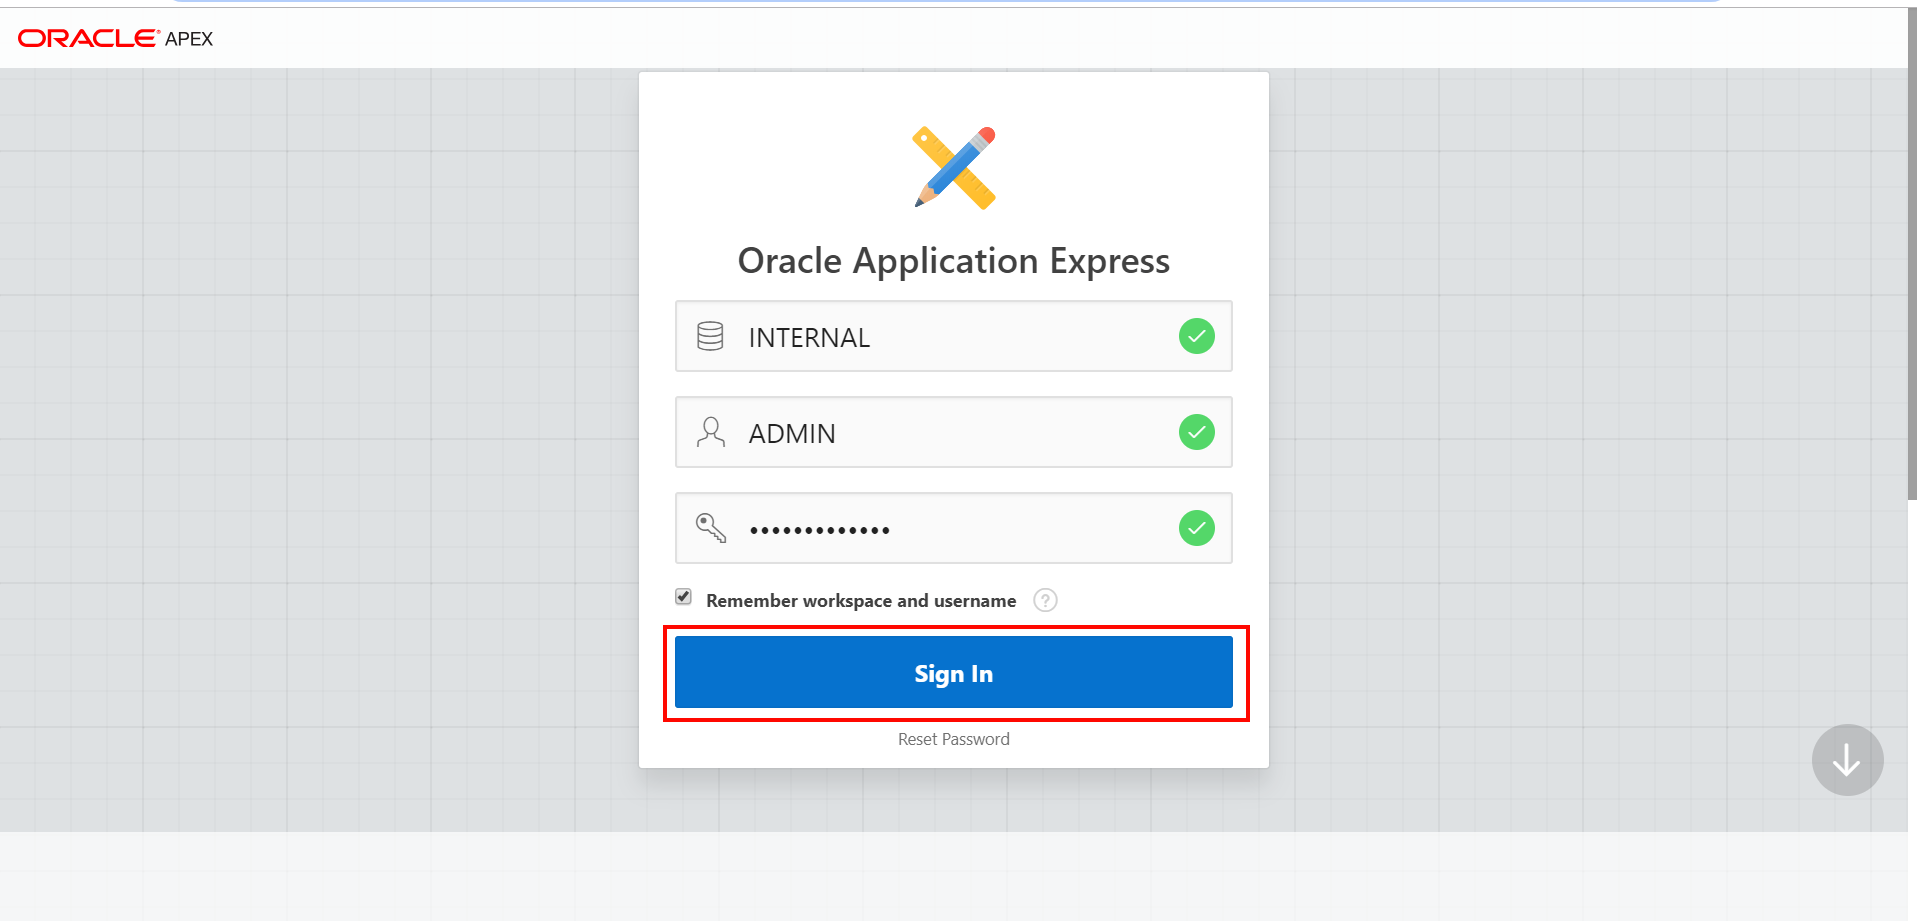 ORACLE® APEX
Oracle Application Express
INTERNAL
ADMIN
•••••••••••••
Remember workspace and username ?
Sign In
Reset Password